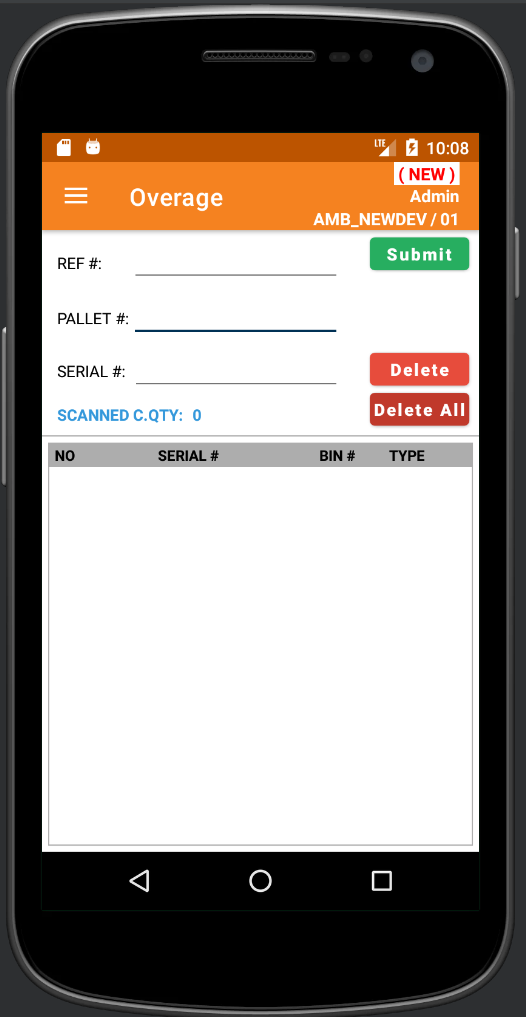 LTE 10:08
( NEW )
Overage
Admin
AMB_NEWDEV / 01
REF #:
Submit
PALLET #:
SERIAL #:
Delete
SCANNED C.QTY: 0
Delete All
NO SERIAL # BIN # TYPE